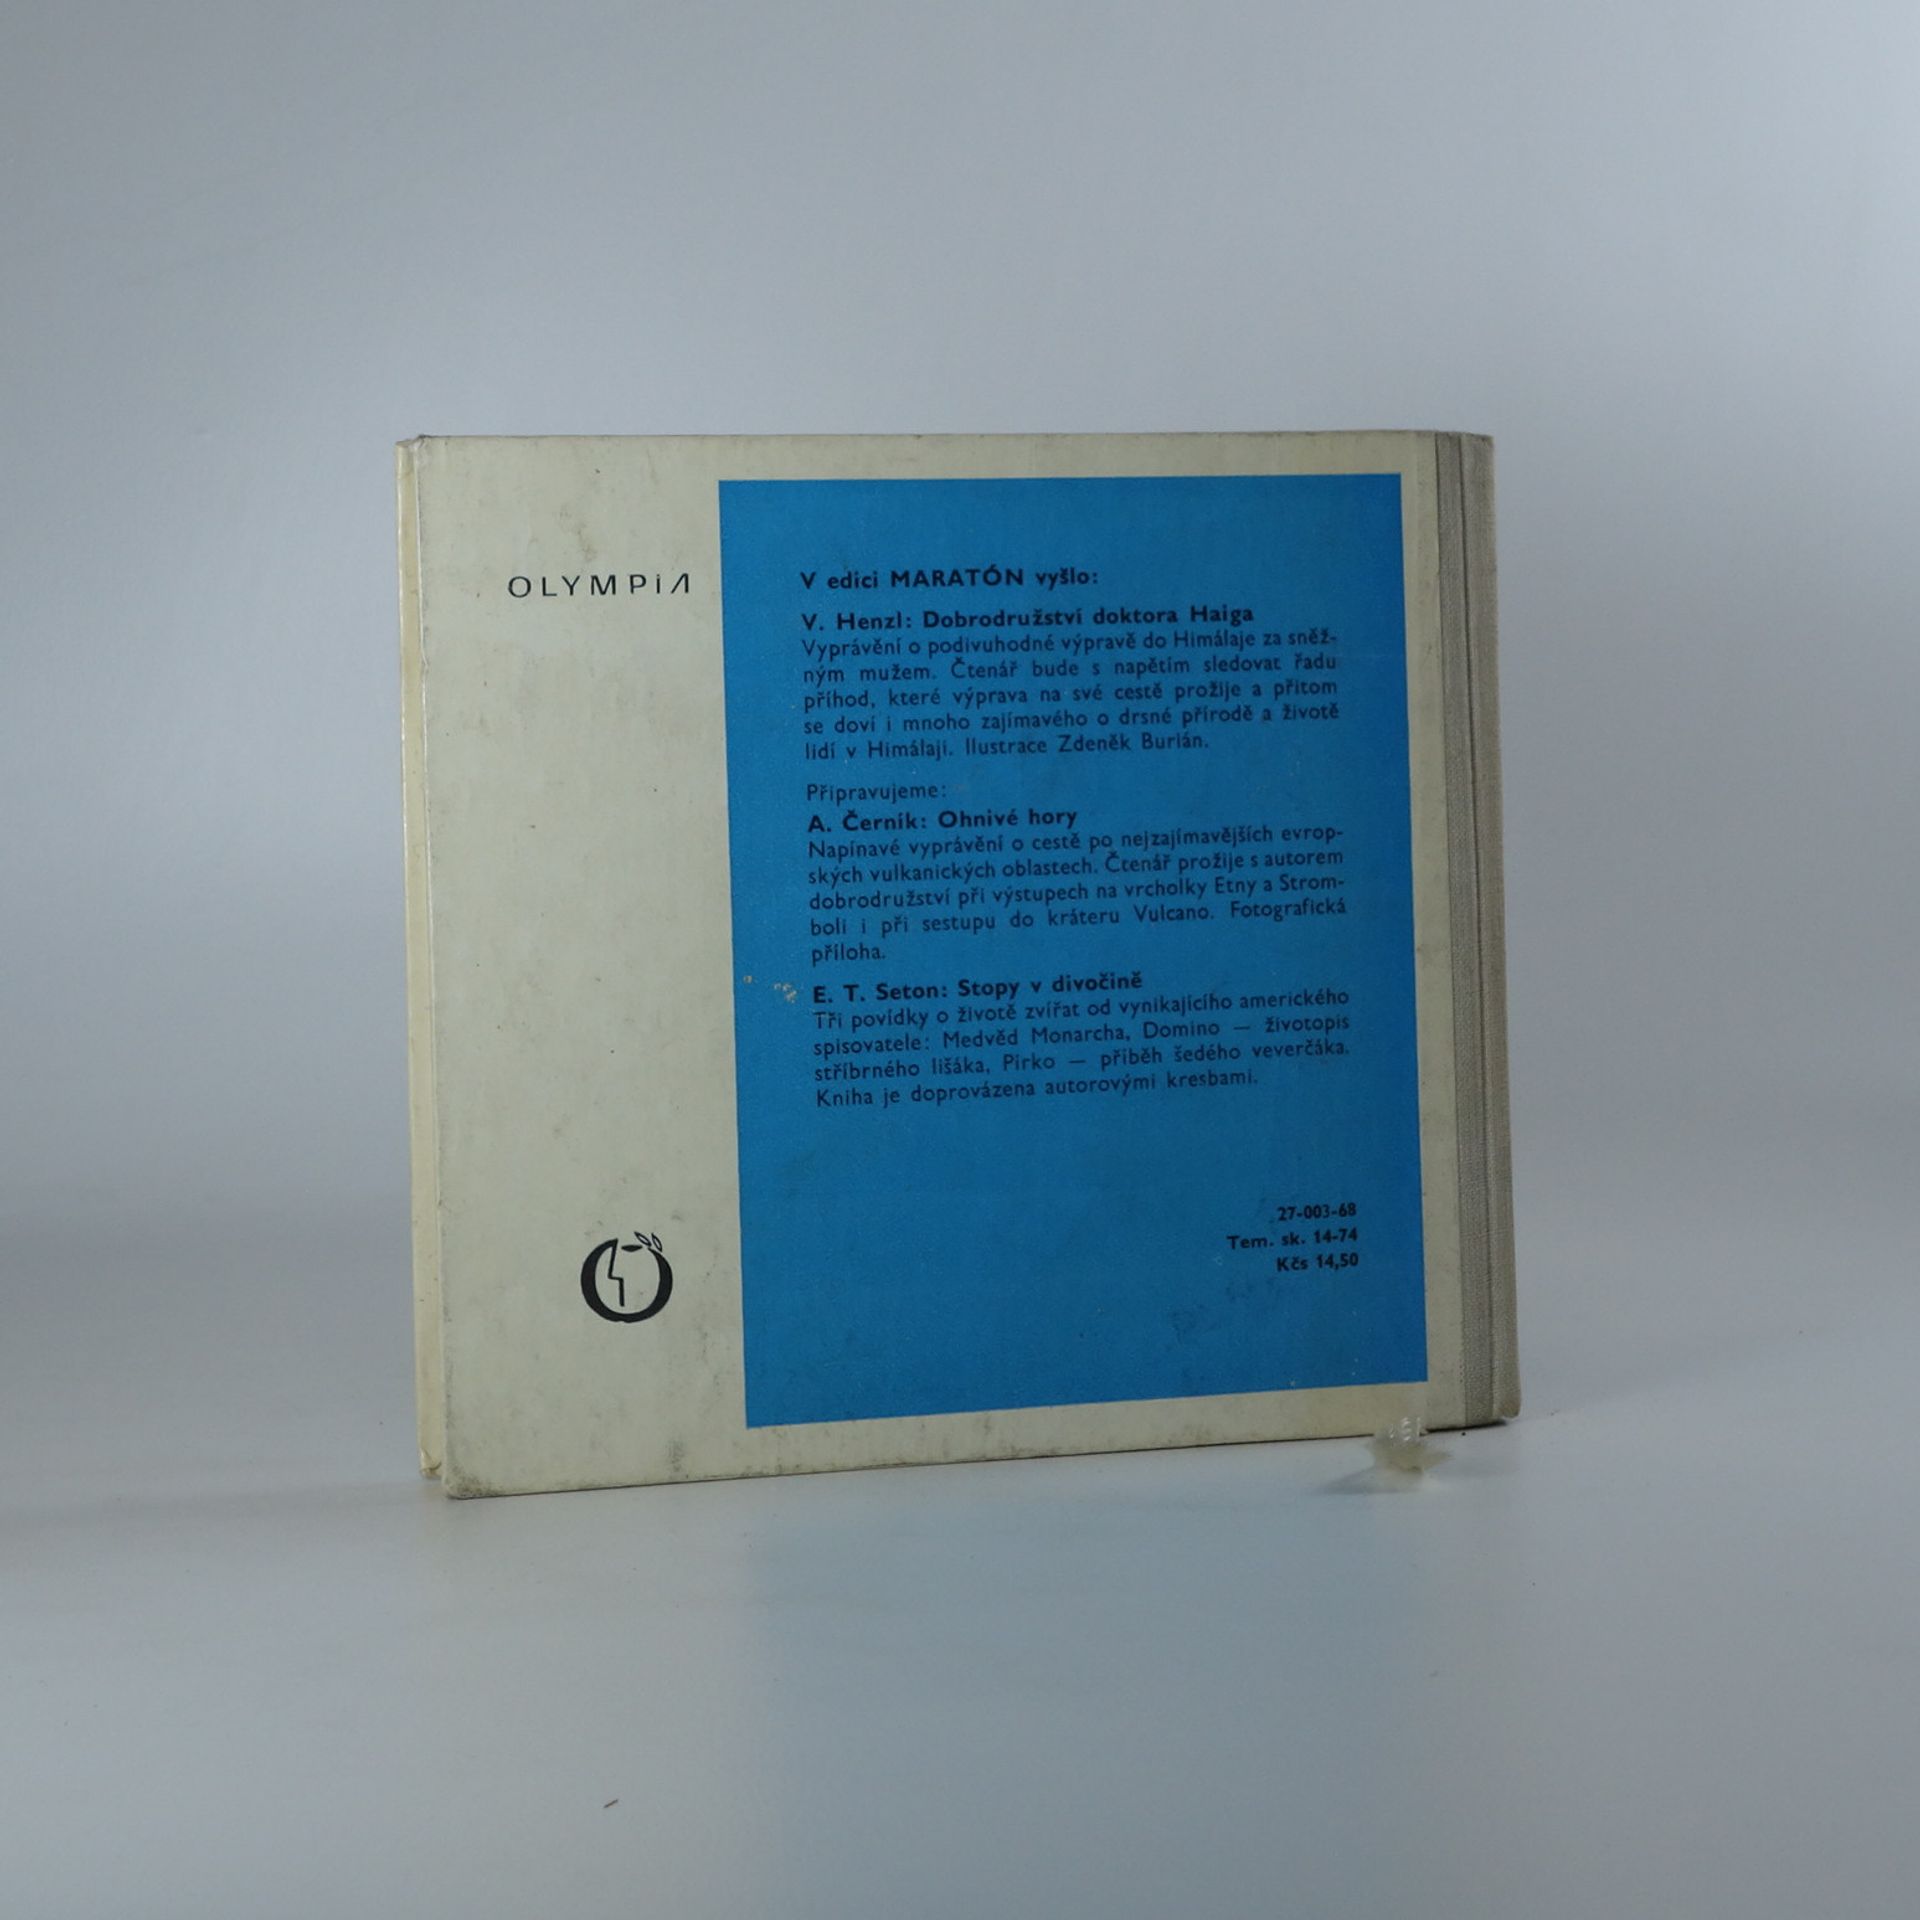 OLYMPiA
V edici MARATÓN vyšlo:
V. Henzl: Dobrodružství doktora Haiga
Vyprávění o podivuhodné výpravě do Himálaje za sněž-
ným mužem. Čtenář bude s napětím sledovat řadu
příhod, které výprava na své cestě prožije a přitom
se doví i mnoho zajímavého o drsné přírodě a životě
lidí v Himálaji. Ilustrace Zdeněk Burian.
Připravujeme:
A. Černík: Ohnivé hory
Napínavé vyprávění o cestě po nejzajímavějších evrop-
ských vulkanických oblastech. Čtenář prožije s autorem
dobrodružství při výstupech na vrcholky Etny a Strom-
boli i při sestupu do kráteru Vulcano. Fotografická
příloha.
E. T. Seton: Stopy v divočině
Tři povídky o životě zvířat od vynikajícího amerického
spisovatele: Medvěd Monarcha, Domino — životopis
stříbrného lišáka, Pirko — příběh šedého veverčáka.
Kniha je doprovázena autorovými kresbami.
27-003-68
Tem. sk. 14-74
Kčs 14,50